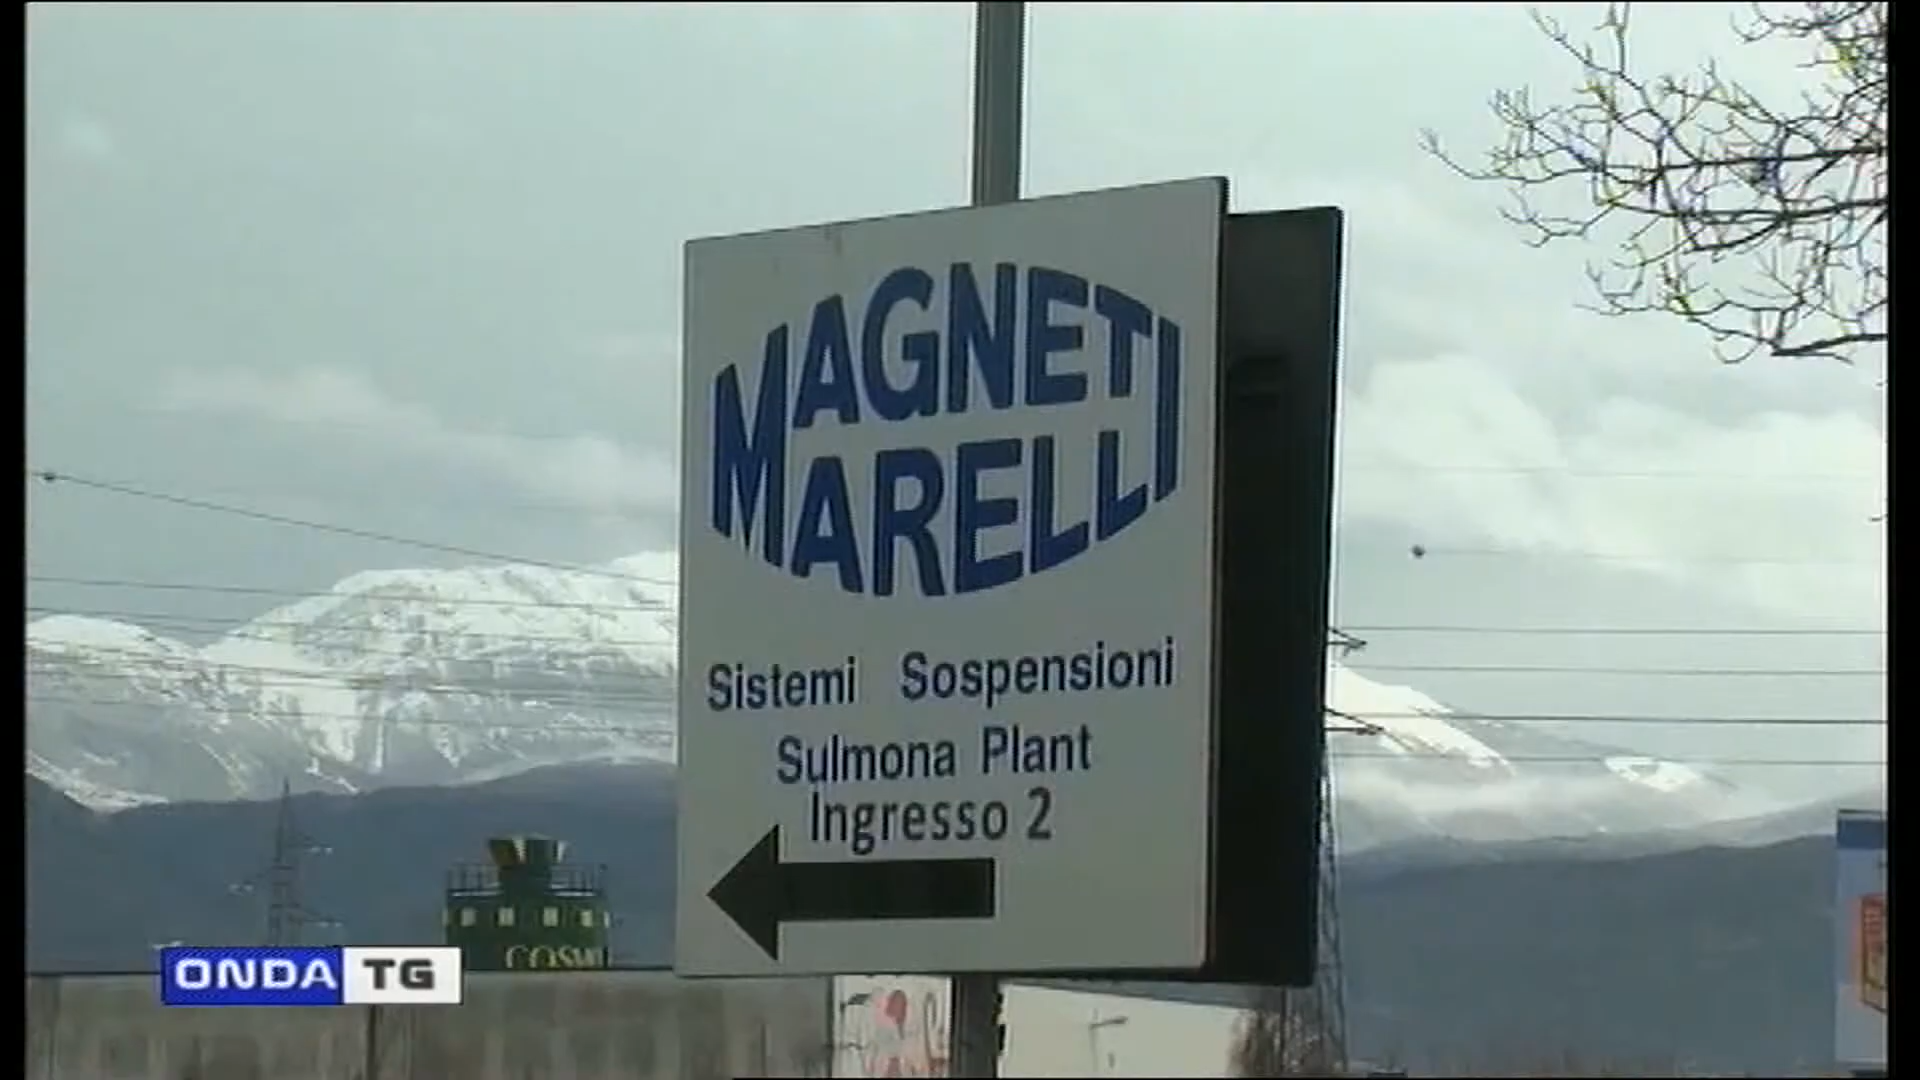 MAGNETI
MARELLI
Sistemi Sospensioni
Sulmona Plant
Ingresso 2
ONDA TG